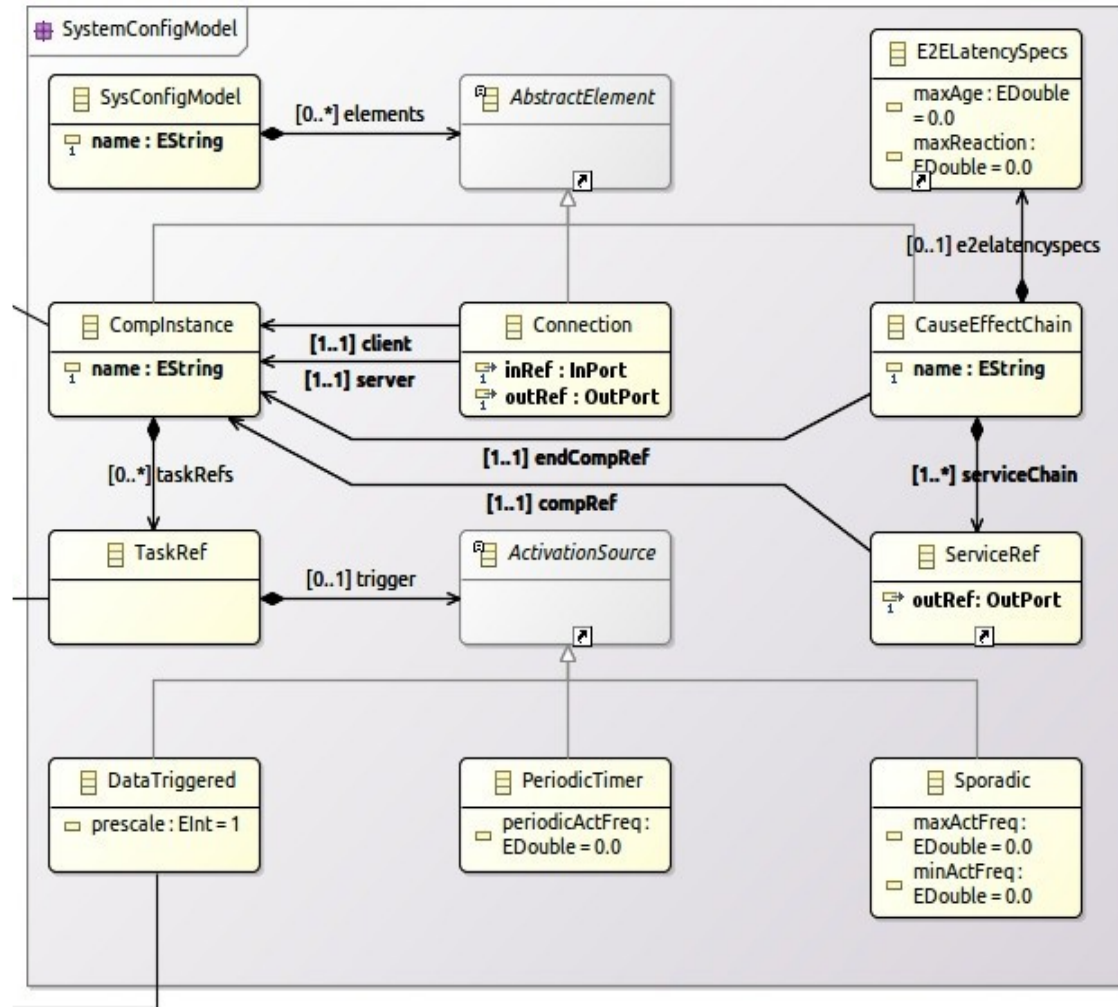 SystemConfigModel
SysConfigModel
name : EString
[0..*] elements
AbstractElement
E2ELatencySpecs
maxAge : EDouble
= 0.0
maxReaction :
EDouble = 0.0
[0..1] e2elatencyspecs
CompInstance
name : EString
[1..1] client
[1..1] server
Connection
inRef : InPort
outRef : OutPort
CauseEffectChain
name : EString
[1..1] endCompRef
[0..*] taskRefs
[1..1] compRef
[1..*] serviceChain
TaskRef
[0..1] trigger
ActivationSource
ServiceRef
outRef: OutPort
DataTriggered
prescale : EInt = 1
PeriodicTimer
periodicActFreq :
EDouble = 0.0
Sporadic
maxActFreq :
EDouble = 0.0
minActFreq :
EDouble = 0.0